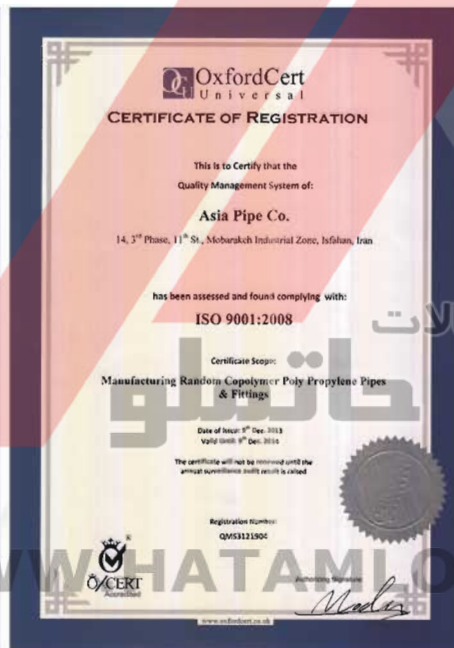 OxfordCert
Universal
CERTIFICATE OF REGISTRATION
This is to Certify that the
Quality Management System of:
Asia Pipe Co.
14, 3rd Phase, 11th St., Mobarakeh Industrial Zone, Isfahan, Iran
has been assessed and found complying with:
ISO 9001:2008
Certificate Scope:
Manufacturing Random Copolymer Poly Propylene Pipes
& Fittings
Date of Issue: 9th Dec. 2013
Valid Until: 9th Dec. 2014
The certificate will not be renewed until the
annual surveillance audit result is raised
Registration Number:
QMS3121904
O/CERT
Accredited
Authorizing Signature
www.oxfordcert.co.uk
WWW.HATAMI